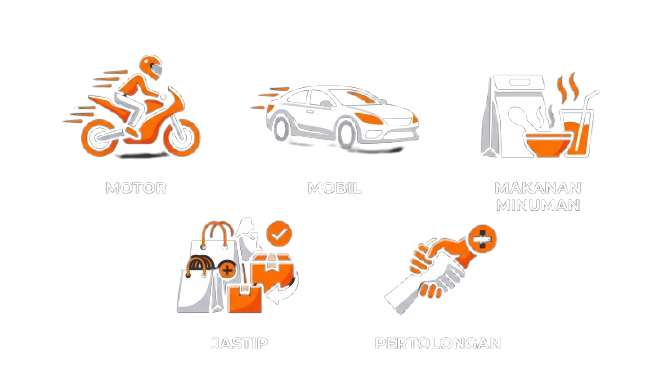 MOTOR
MOBIL
MAKANAN
MINUMAN
JASTIP
PERTOLONGAN